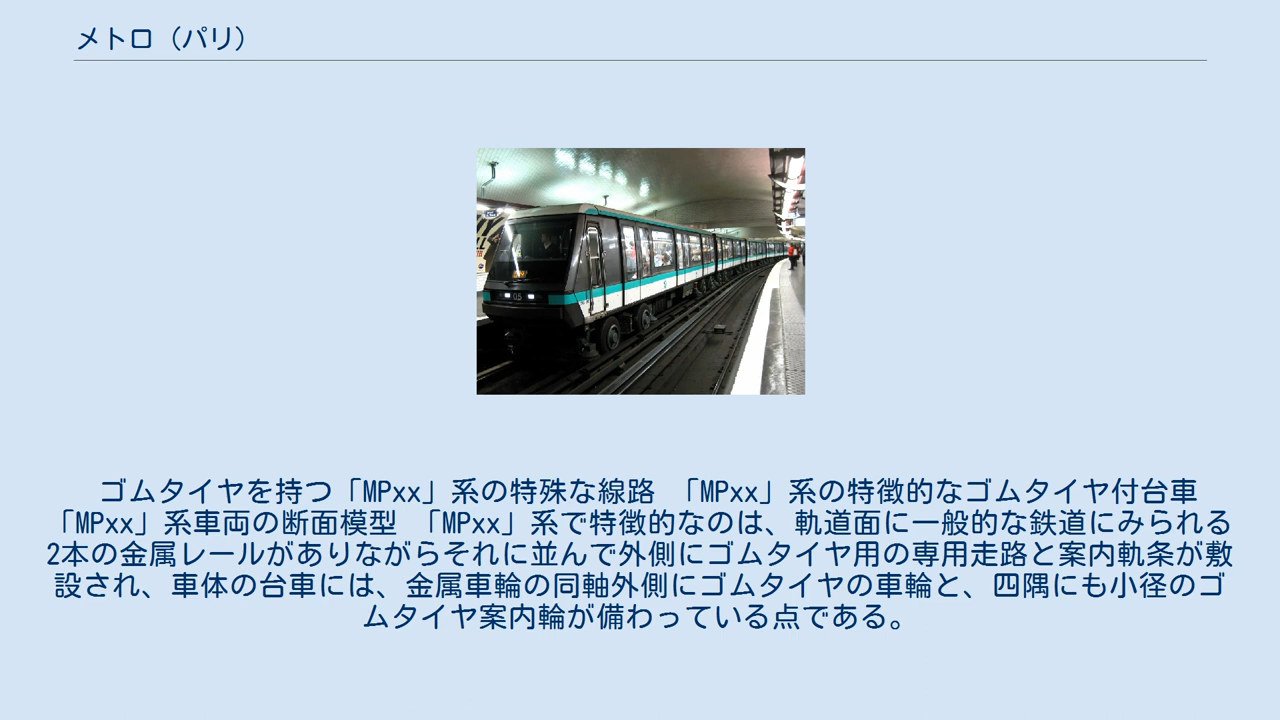 メトロ（パリ）
ゴムタイヤを持つ「MPxx」系の特殊な線路 「MPxx」系の特徴的なゴムタイヤ付台車
「MPxx」系車両の断面模型 「MPxx」系で特徴的なのは、軌道面に一般的な鉄道にみられる
2本の金属レールがありながらそれに並んで外側にゴムタイヤ用の専用走路と案内軌条が敷
設され、車体の台車には、金属車輪の同軸外側にゴムタイヤの車輪と、四隅にも小径のゴ
ムタイヤ案内輪が備わっている点である。